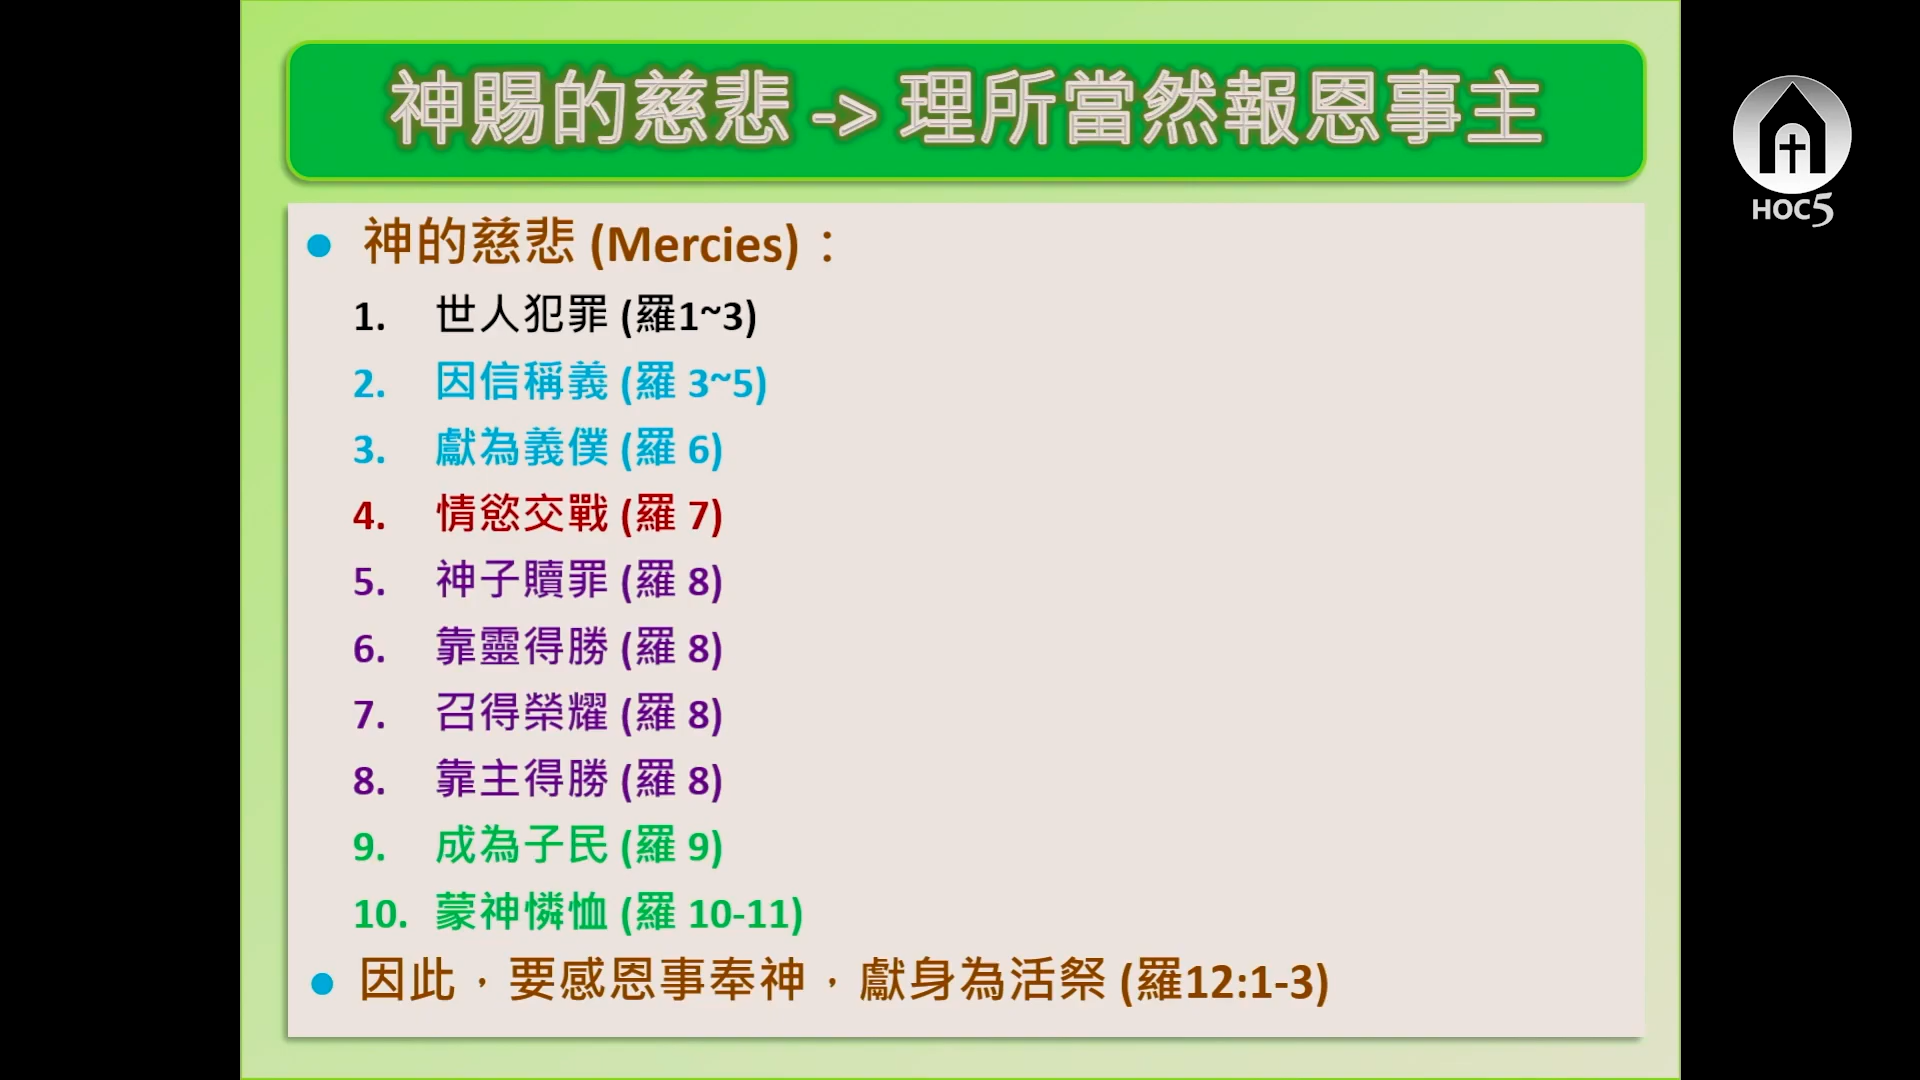 神賜的慈悲 -> 理所當然報恩事主
HOC5
• 神的慈悲 (Mercies)：
1. 世人犯罪 (羅1~3)
2. 因信稱義 (羅 3~5)
3. 獻為義僕 (羅 6)
4. 情慾交戰 (羅 7)
5. 神子贖罪 (羅 8)
6. 靠靈得勝 (羅 8)
7. 召得榮耀 (羅 8)
8. 靠主得勝 (羅 8)
9. 成為子民 (羅 9)
10. 蒙神憐恤 (羅 10-11)
• 因此，要感恩事奉神，獻身為活祭 (羅12:1-3)